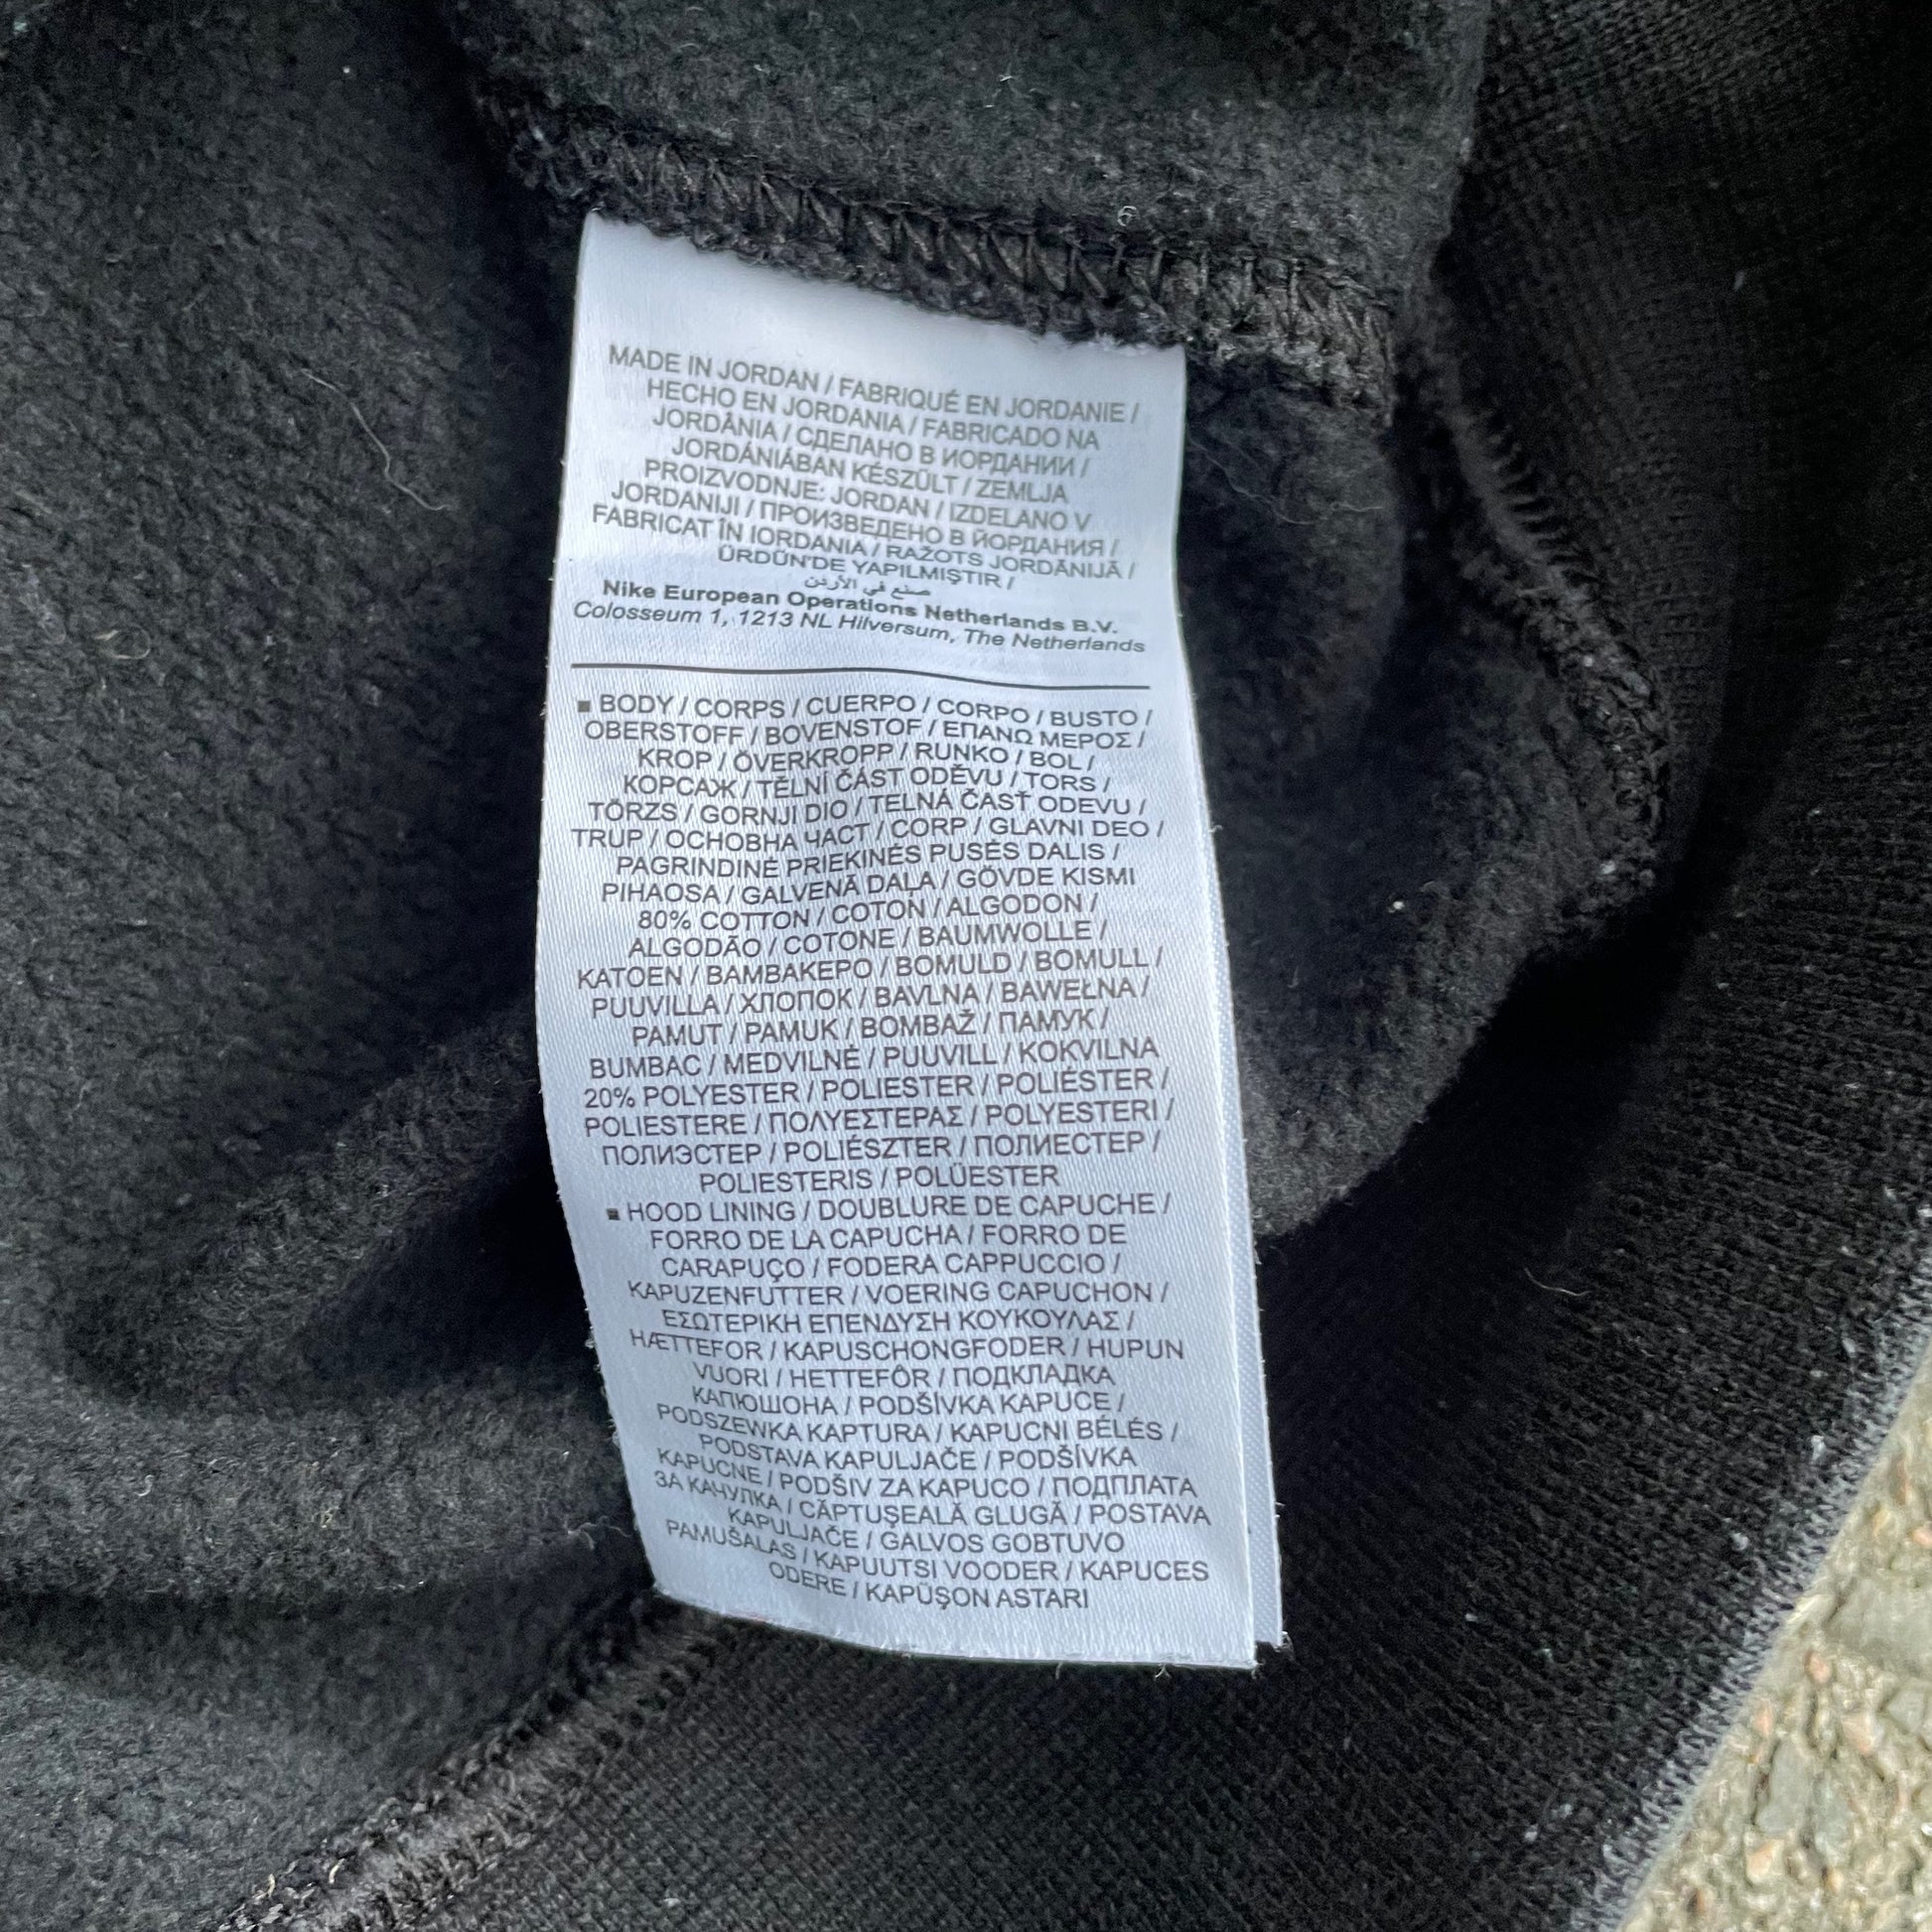 MADE IN JORDAN / FABRIQUÉ EN JORDANIE /
HECHO EN JORDANIA / FABRICADO NA
JORDÂNIA / СДЕЛАНО В ИОРДАНИИ /
JORDÁNIÁBAN KÉSZÜLT / ZEMLJA
PROIZVODNJE: JORDAN / IZDELANO V
JORDANIJI / ПРОИЗВЕДЕНО В ЙОРДАНИЯ /
FABRICAT ÎN IORDANIA / RAŽOTS JORDĀNIJĀ /
ÜRDÜN'DE YAPILMIŞTIR /
صنع في الأردن
Nike European Operations Netherlands B.V.
Colosseum 1, 1213 NL Hilversum, The Netherlands
■ BODY / CORPS / CUERPO / CORPO / BUSTO /
OBERSTOFF / BOVENSTOF / ΕΠΑΝΩ ΜΕΡΟΣ /
KROP / ÖVERKROPP / RUNKO / BOL /
КОРСАЖ / TĚLNÍ ČÁST ODĚVU / TORS /
TÖRZS / GORNJI DIO / TELNÁ ČASŤ ODEVU /
TRUP / ОСНОВНА ЧАСТ / CORP / GLAVNI DEO /
PAGRINDINĖ PRIEKINĖS PUSĖS DALIS /
PIHAOSA / GALVENĀ DAĻA / GÖVDE KISMI
80% COTTON / COTON / ALGODON /
ALGODÃO / COTONE / BAUMWOLLE /
KATOEN / ΒΑΜΒΑΚΕΡΟ / BOMULD / BOMULL /
PUUVILLA / ХЛОПОК / BAVLNA / BAWEŁNA /
PAMUT / PAMUK / BOMBAŽ / ПАМУК /
BUMBAC / MEDVILNĖ / PUUVILL / KOKVILNA
20% POLYESTER / POLIESTER / POLIÉSTER /
POLIESTERE / ΠΟΛΥΕΣΤΕΡΑΣ / POLYESTERI /
ПОЛИЭСТЕР / POLIÉSZTER / ПОЛИЕСТЕР /
POLIESTERIS / POLÜESTER
■ HOOD LINING / DOUBLURE DE CAPUCHE /
FORRO DE LA CAPUCHA / FORRO DE
CARAPUÇO / FODERA CAPPUCCIO /
KAPUZENFUTTER / VOERING CAPUCHON /
ΕΣΩΤΕΡΙΚΗ ΕΠΕΝΔΥΣΗ ΚΟΥΚΟΥΛΑΣ /
HÆTTEFOR / KAPUSCHONGFODER / HUPUN
VUORI / HETTEFÔR / ПОДКЛАДКА
КАПЮШОНА / PODŠÍVKA KAPUCE /
PODSZEWKA KAPTURA / KAPUCNI BÉLÉS /
PODSTAVA KAPULJAČE / PODŠÍVKA
KAPUCNE / PODŠIV ZA KAPUCO / ПОДПЛАТА
ЗА КАЧУЛКА / CĂPTUŞEALĂ GLUGĂ / POSTAVA
KAPULJAČE / GALVOS GOBTUVO
PAMUŠALAS / KAPUUTSI VOODER / KAPUCES
ODERE / KAPÜŞON ASTARI